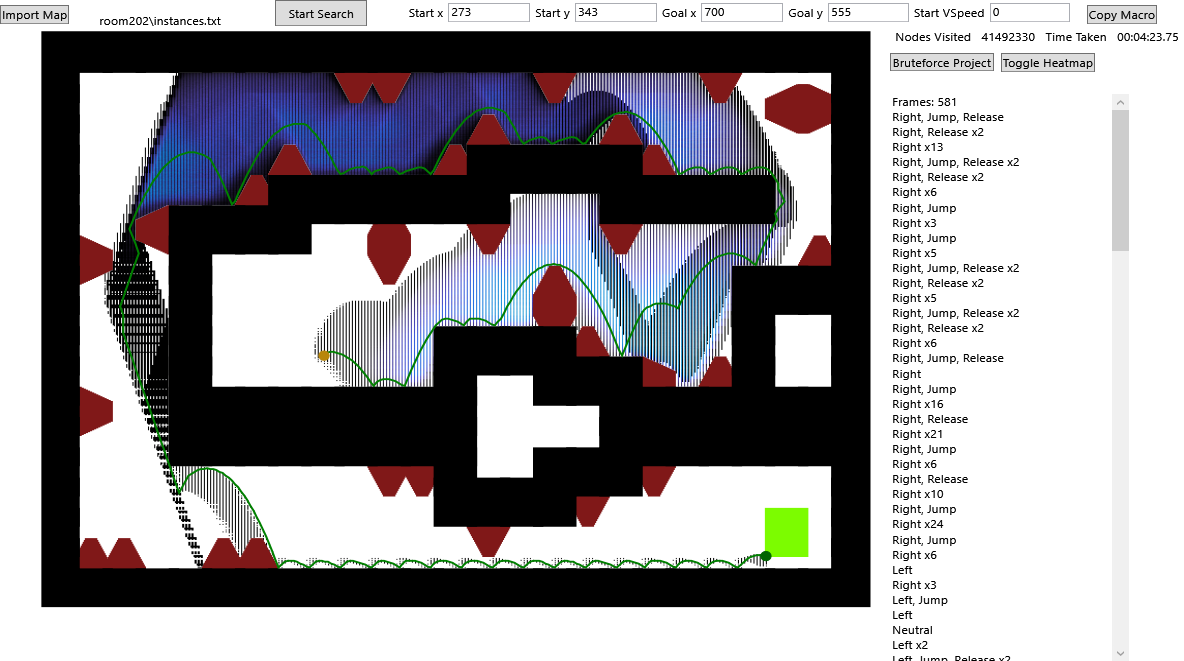 Import Map
room202\instances.txt
Start Search
Start x 273 Start y 343 Goal x 700 Goal y 555 Start VSpeed 0
Copy Macro
Nodes Visited 41492330 Time Taken 00:04:23.75
Bruteforce Project Toggle Heatmap
Frames: 581
Right, Jump, Release
Right, Release x2
Right x13
Right, Jump, Release x2
Right, Release x2
Right x6
Right, Jump
Right x3
Right, Jump
Right x5
Right, Jump, Release x2
Right, Release x2
Right x5
Right, Jump, Release x2
Right, Release x2
Right x6
Right, Jump, Release
Right
Right, Jump
Right x16
Right, Release
Right x21
Right, Jump
Right x6
Right, Release
Right x10
Right, Jump
Right x24
Right, Jump
Right x6
Left
Right x3
Left, Jump
Left
Neutral
Left x2
Left, Jump, Release x2